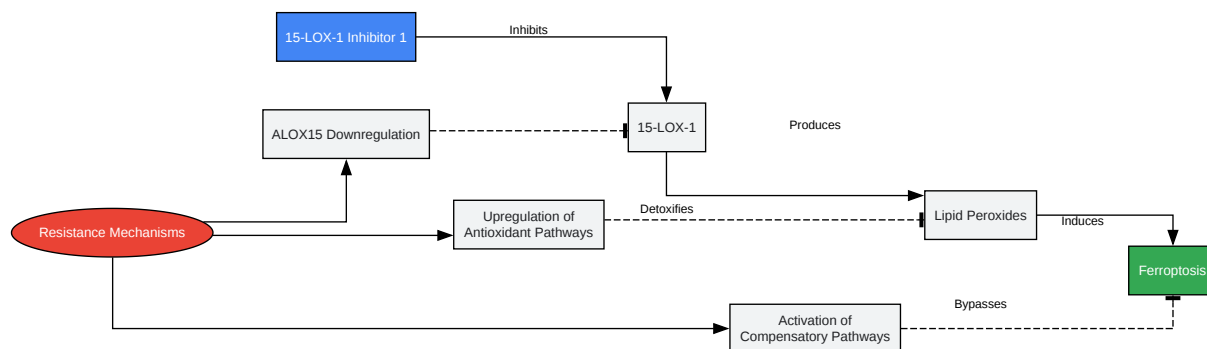 15-LOX-1 Inhibitor 1
Inhibits
ALOX15 Downregulation
15-LOX-1
Produces
Resistance Mechanisms
Upregulation of
Antioxidant Pathways
Detoxifies
Lipid Peroxides
Induces
Ferroptosis
Activation of
Compensatory Pathways
Bypasses